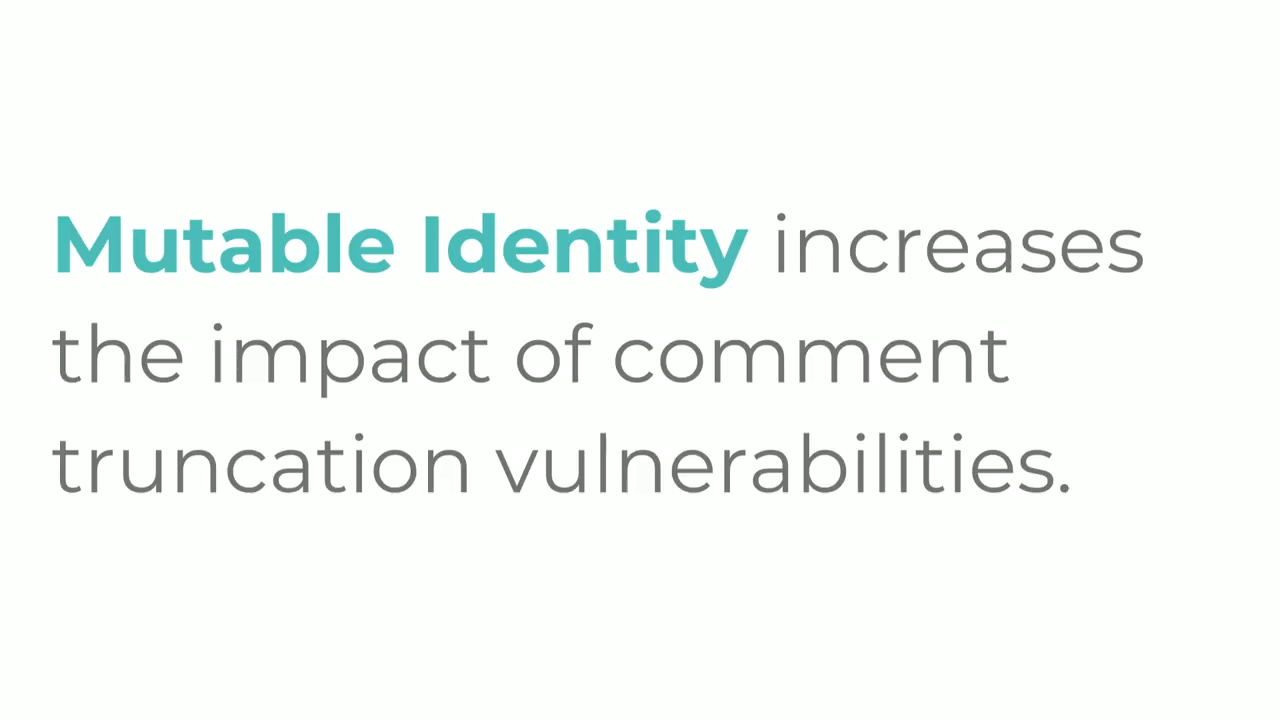 Mutable Identity increases
the impact of comment
truncation vulnerabilities.